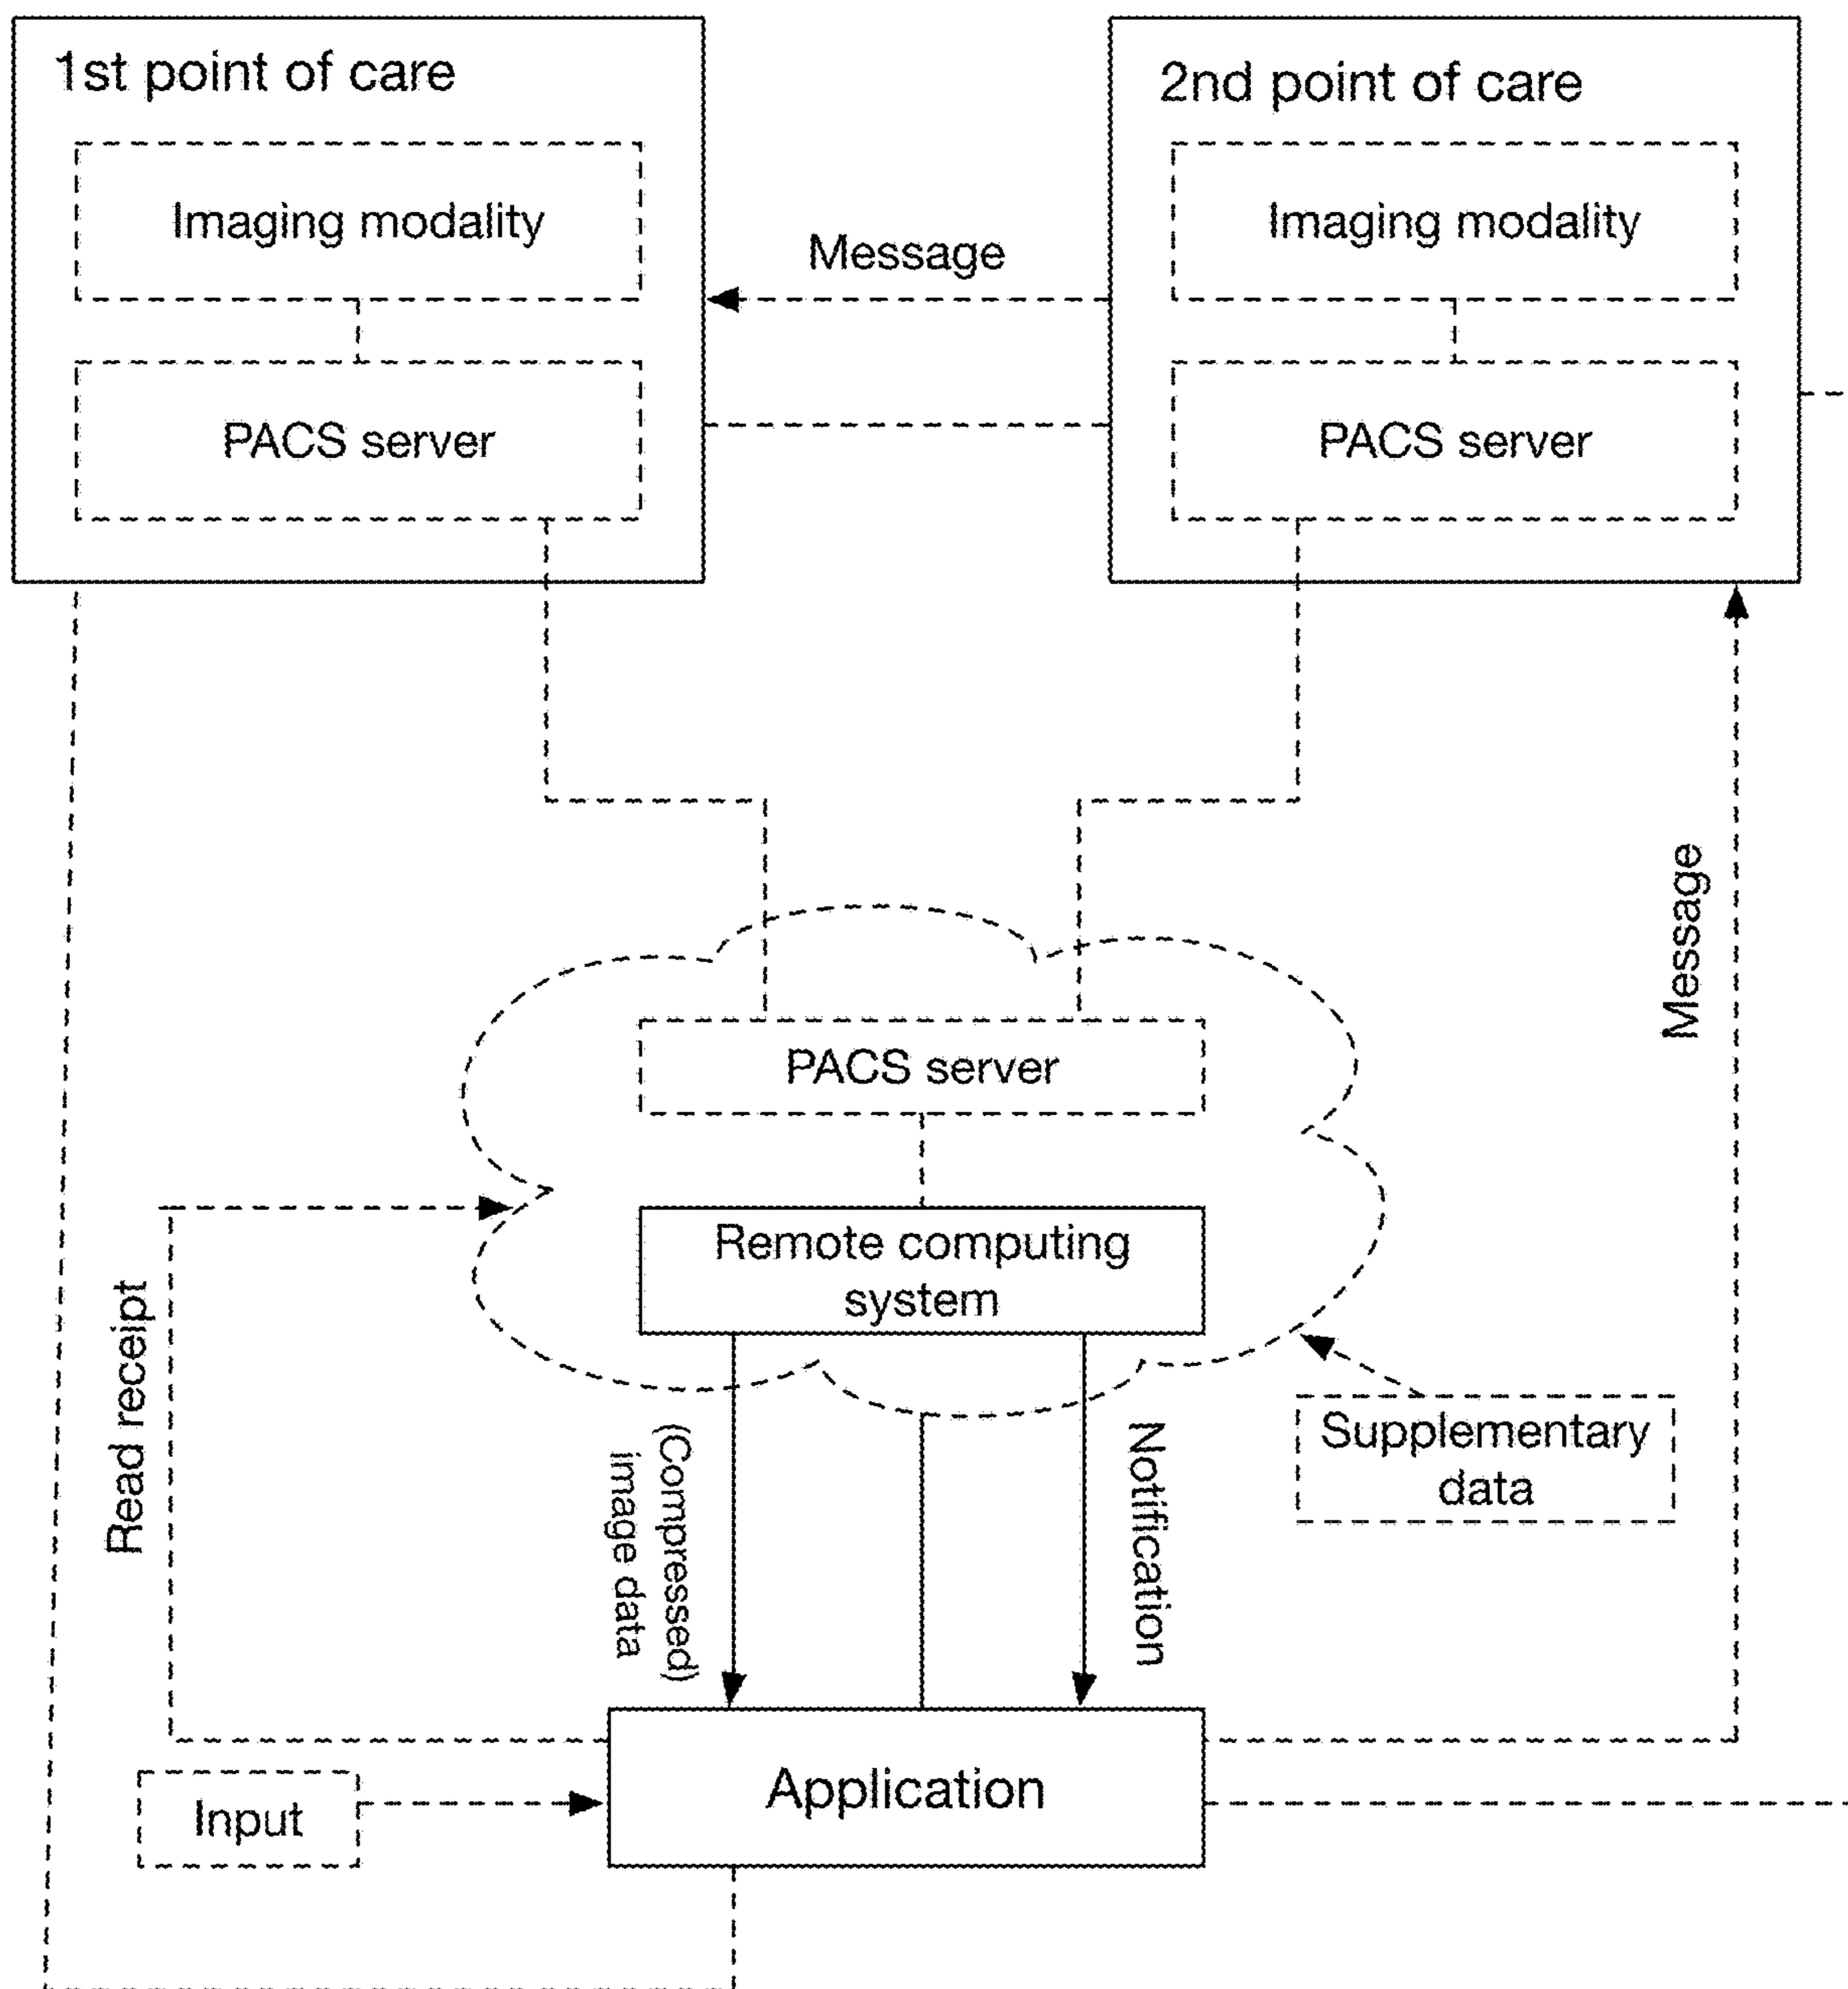 1st point of care
Imaging modality
PACS server
Message
2nd point of care
Imaging modality
PACS server
Message
PACS server
Remote computing
system
Read receipt
(Compressed)
image data
Notification
Supplementary
data
Input
Application